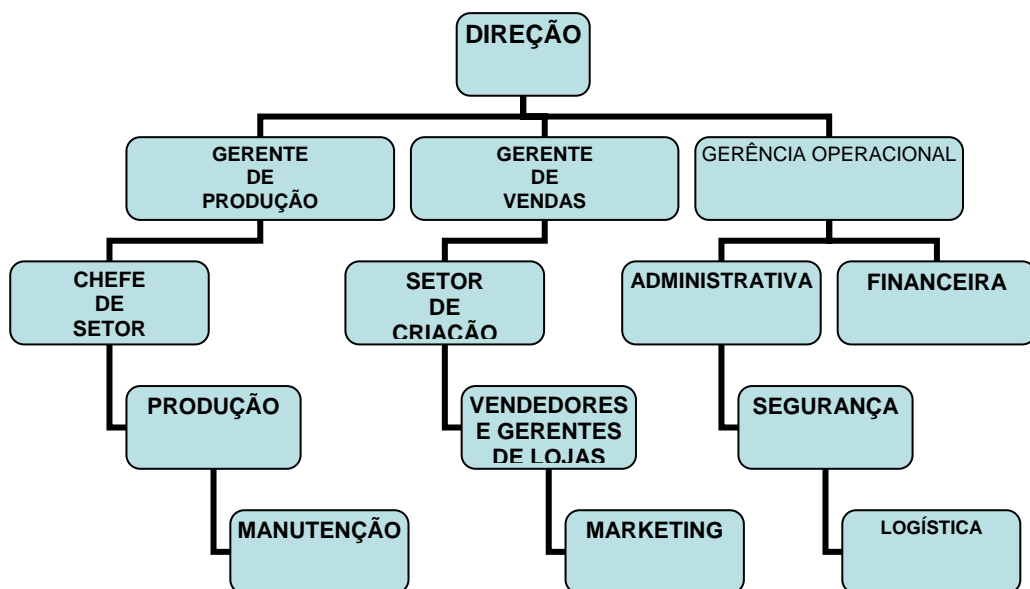 DIREÇÃO
GERENTE
DE
PRODUÇÃO
GERENTE
DE
VENDAS
GERÊNCIA OPERACIONAL
CHEFE
DE
SETOR
SETOR
DE
CRIAÇÃO
ADMINISTRATIVA
FINANCEIRA
PRODUÇÃO
VENDEDORES
E GERENTES
DE LOJAS
SEGURANÇA
MANUTENÇÃO
MARKETING
LOGÍSTICA